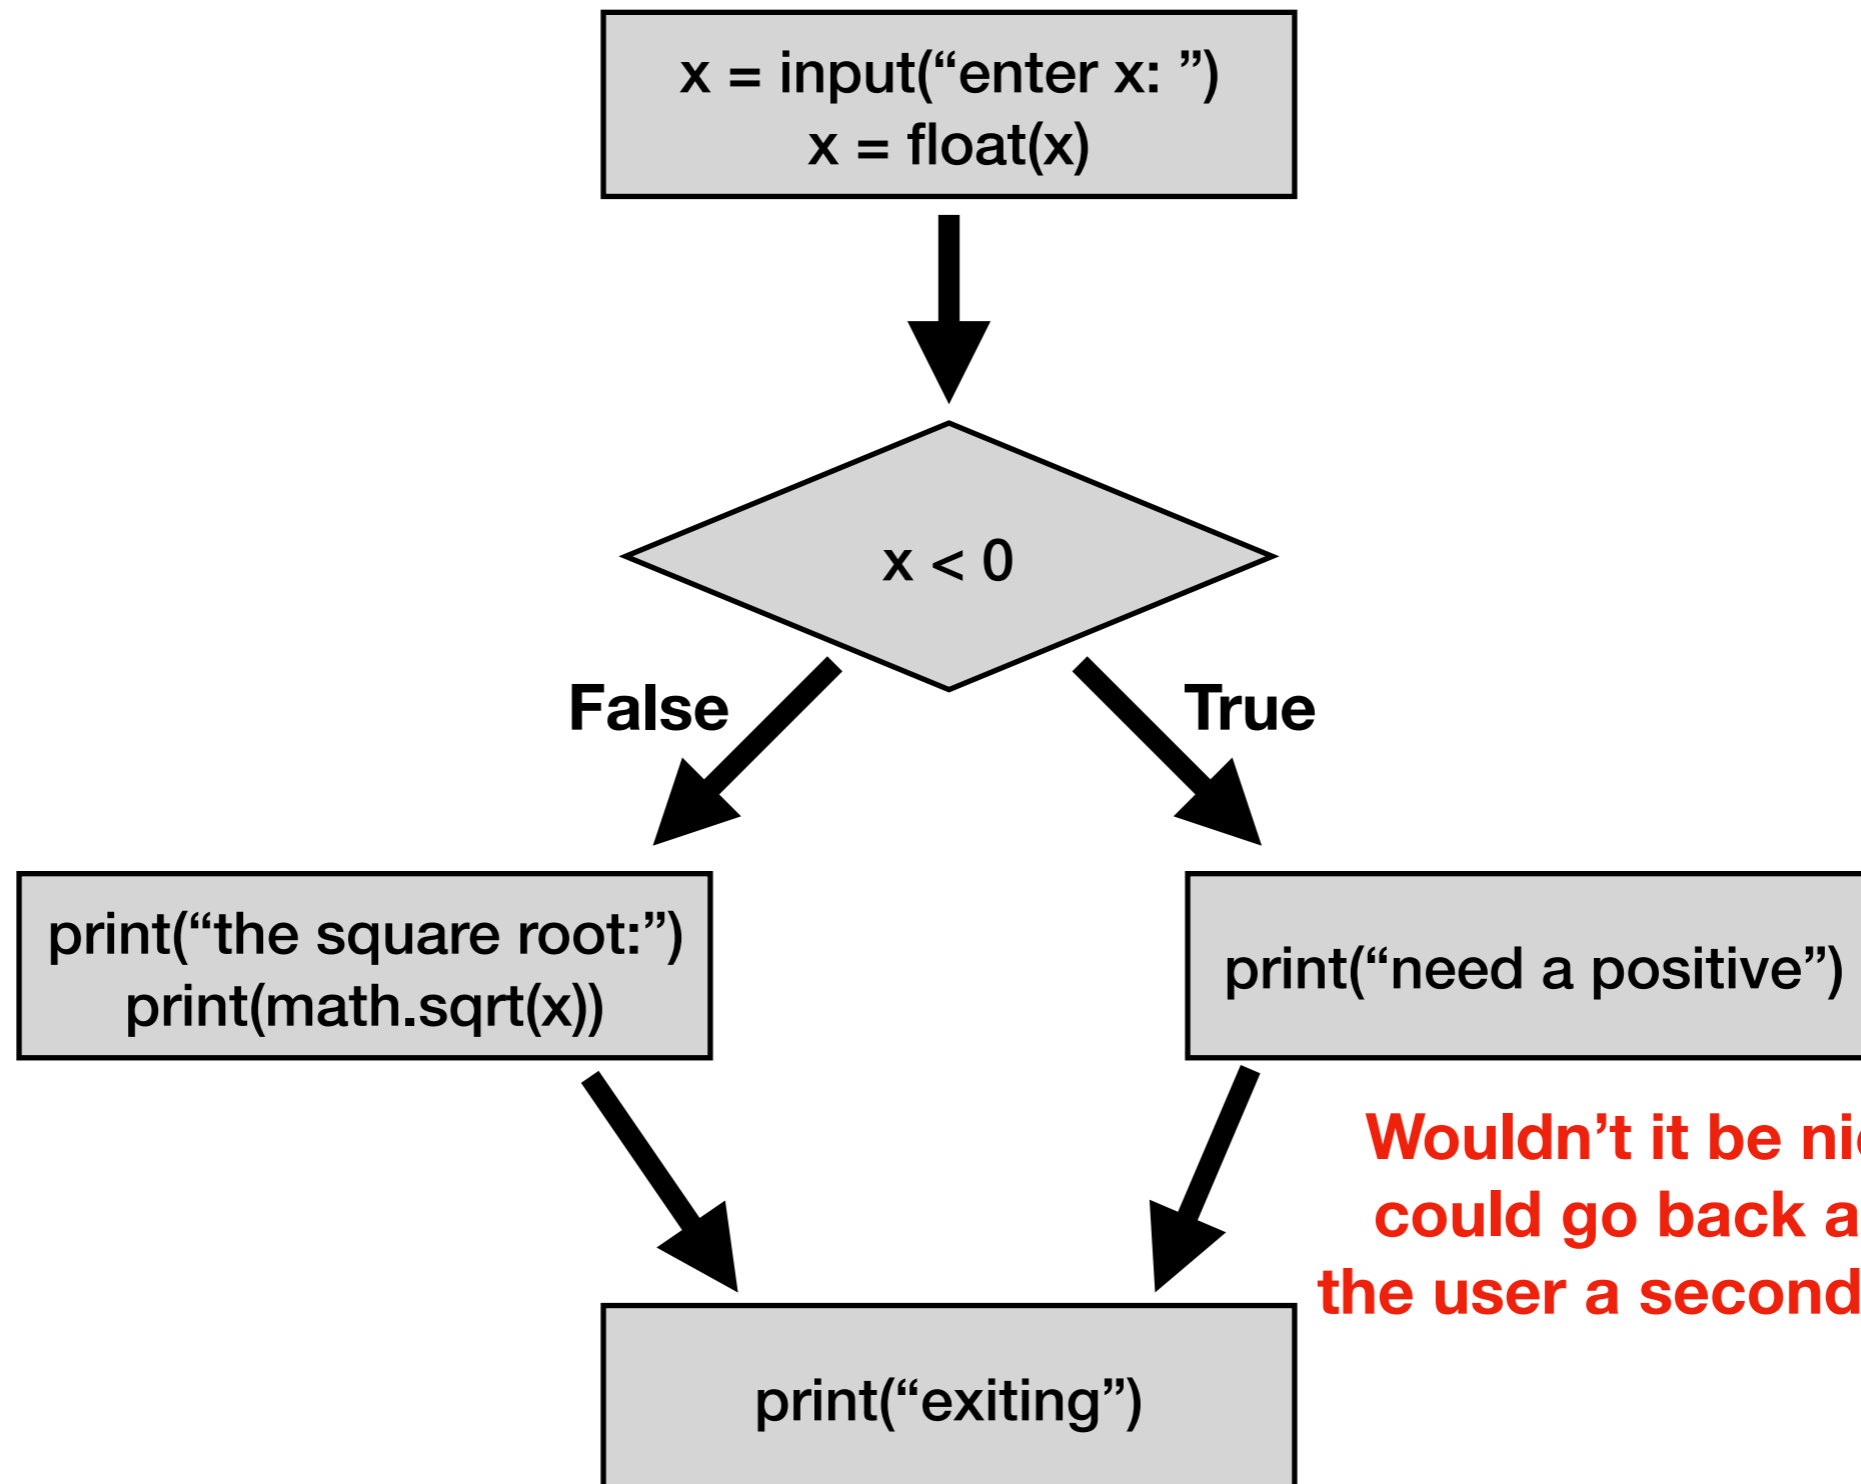 x = input(“enter x: ”)
x = float(x)
x < 0
False
True
print(“the square root:”)
print(math.sqrt(x))
print(“need a positive”)
Wouldn’t it be
could go back
the user a second
print(“exiting”)